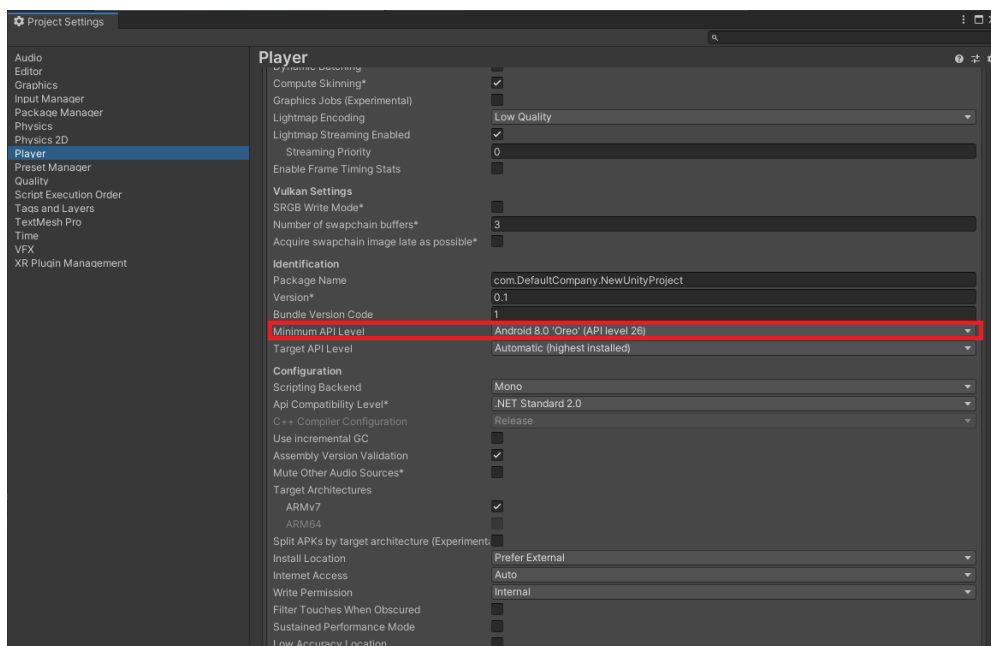 Project Settings
Audio
Editor
Graphics
Input Manager
Package Manager
Physics
Physics 2D
Player
Preset Manager
Quality
Script Execution Order
Tags and Layers
TextMesh Pro
Time
VFX
XR Plugin Management
Player
Dynamic Batching
Compute Skinning*
Graphics Jobs (Experimental)
Lightmap Encoding Low Quality
Lightmap Streaming Enabled
Streaming Priority 0
Enable Frame Timing Stats
Vulkan Settings
SRGB Write Mode*
Number of swapchain buffers* 3
Acquire swapchain image late as possible*
Identification
Package Name com.DefaultCompany.NewUnityProject
Version* 0.1
Bundle Version Code 1
Minimum API Level Android 8.0 'Oreo' (API level 26)
Target API Level Automatic (highest installed)
Configuration
Scripting Backend Mono
Api Compatibility Level* .NET Standard 2.0
C++ Compiler Configuration Release
Use incremental GC
Assembly Version Validation
Mute Other Audio Sources*
Target Architectures
ARMv7
ARM64
Split APKs by target architecture (Experiment
Install Location Prefer External
Internet Access Auto
Write Permission Internal
Filter Touches When Obscured
Sustained Performance Mode
Low Accuracy Location